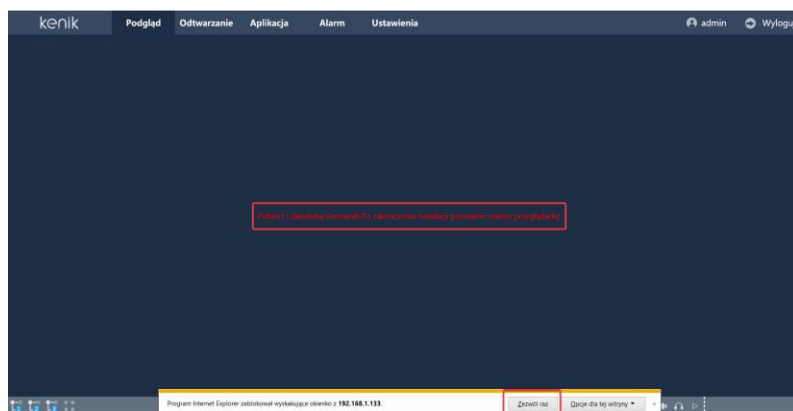 kenik
Podgląd Odtwarzanie Aplikacja Alarm Ustawienia admin Wylogu
Pobierz i zainstaluj sterownik.Po zakończeniu instalacji ponownie otwórz przeglądarkę
Program Internet Explorer zablokował wyskakujące okienko z 192.168.1.133.
Zezwól raz
Opcje dla tej witryny